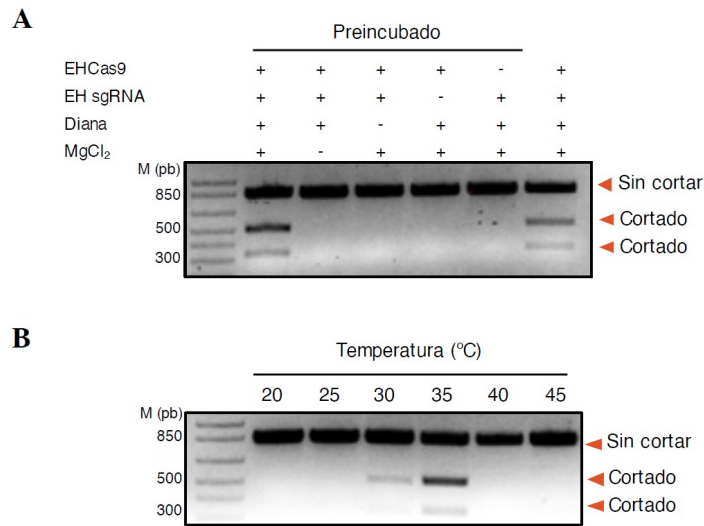 A
Preincubado
EHCas9 + + + + - +
EH sgRNA + + + - + +
Diana + + - + + +
MgCl₂ + - + + + +
M (pb)
850
500
300
Sin cortar
Cortado
Cortado
B
Temperatura (ºC)
20 25 30 35 40 45
M (pb)
850
500
300
Sin cortar
Cortado
Cortado